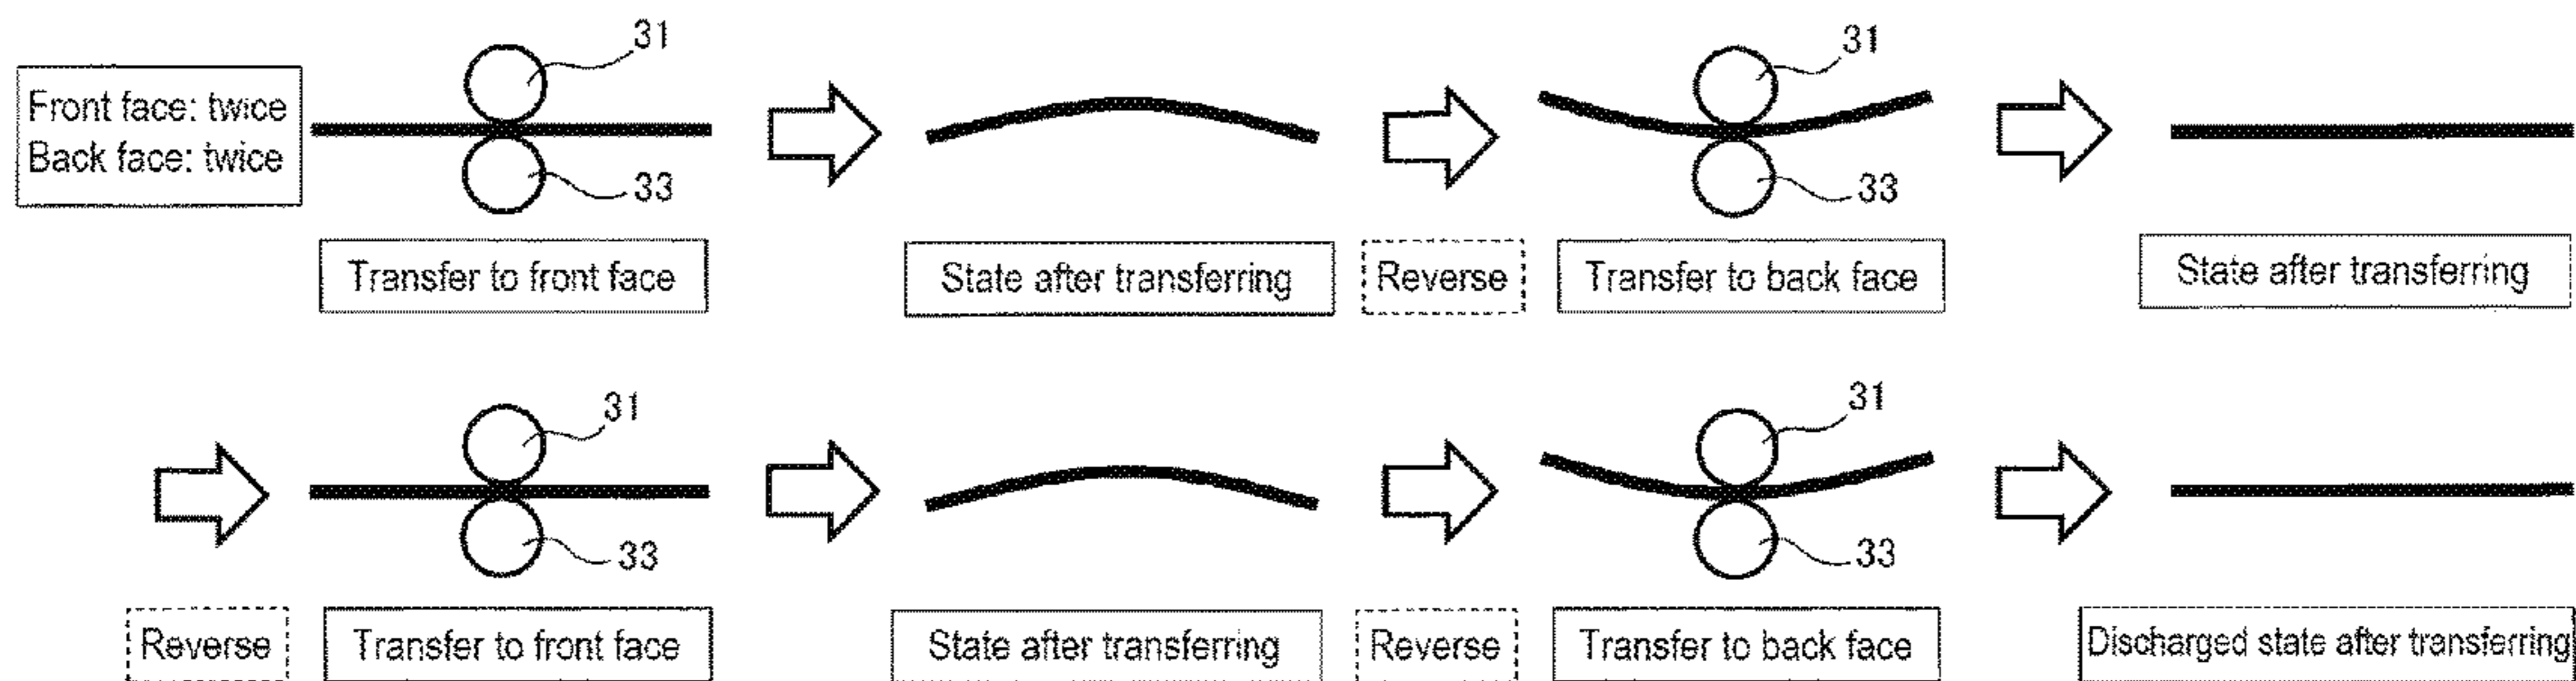 31
31
Front face: twice
Back face: twice
33
33
Transfer to front face
State after transferring
Reverse
Transfer to back face
State after transferring
31
31
33
33
Reverse
Transfer to front face
State after transferring
Reverse
Transfer to back face
Discharged state after transferring